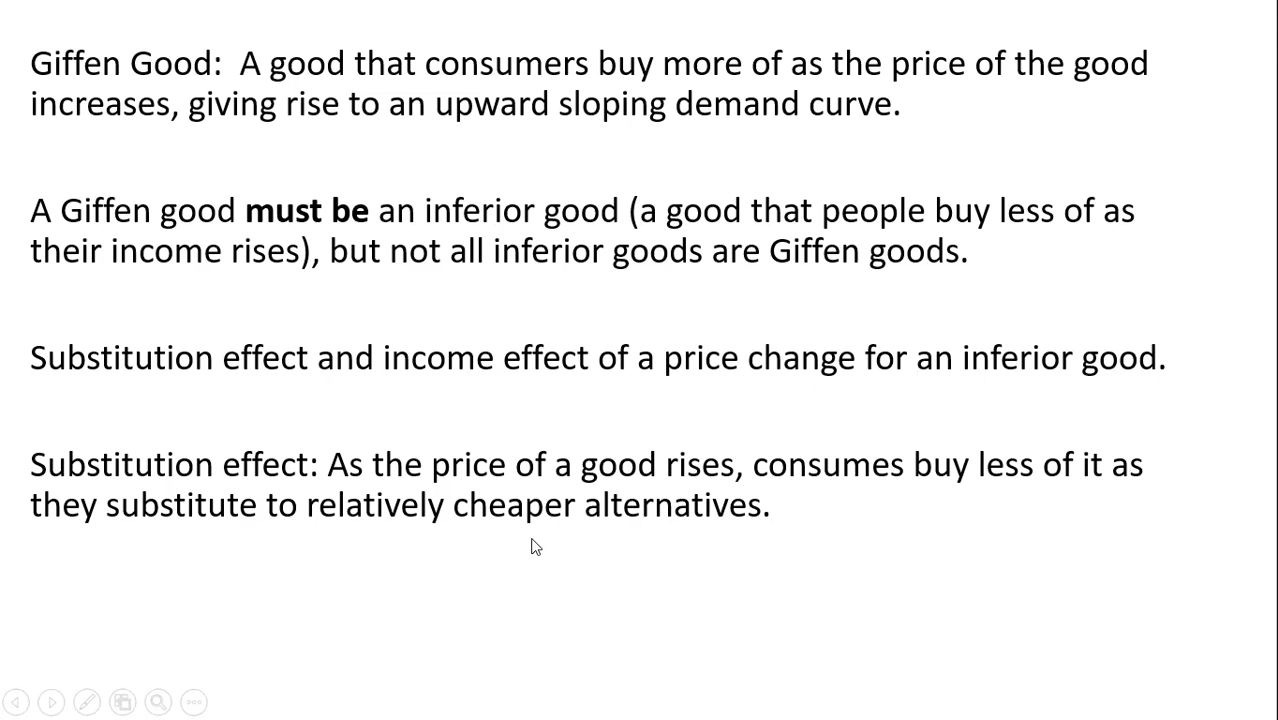 Giffen Good:  A good that consumers buy more of as the price of the good
increases, giving rise to an upward sloping demand curve.
A Giffen good must be an inferior good (a good that people buy less of as
their income rises), but not all inferior goods are Giffen goods.
Substitution effect and income effect of a price change for an inferior good.
Substitution effect: As the price of a good rises, consumes buy less of it as
they substitute to relatively cheaper alternatives.